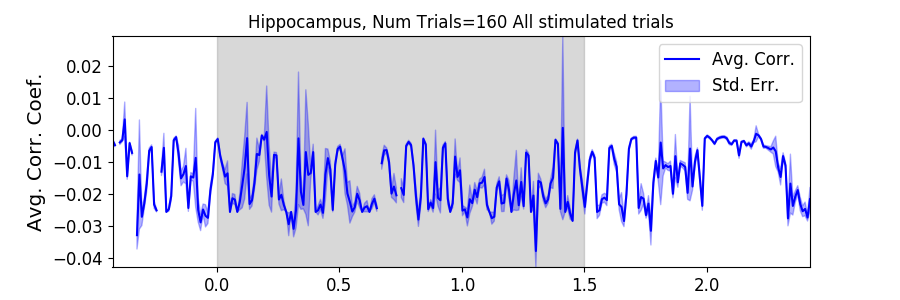 Hippocampus, Num Trials=160 All stimulated trials
Avg. Corr. Coef.
0.02
0.01
0.00
−0.01
−0.02
−0.03
−0.04
Avg. Corr.
Std. Err.
0.0 0.5 1.0 1.5 2.0